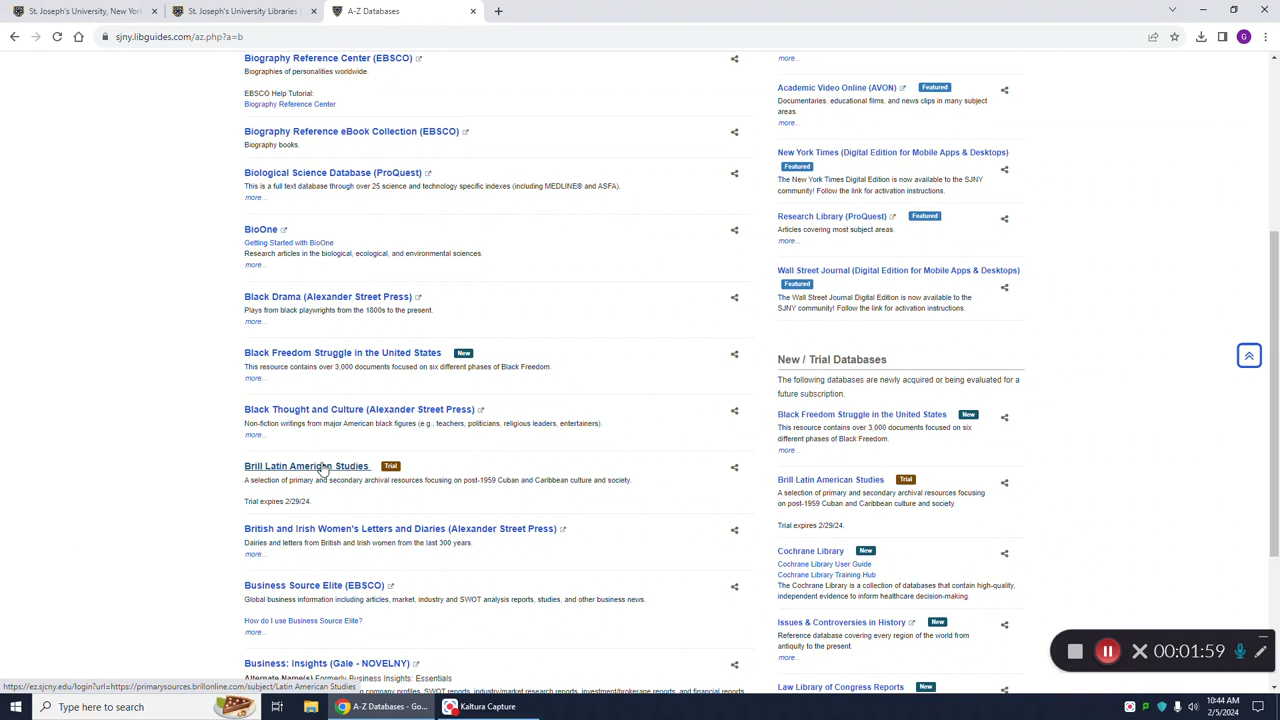 St. Joseph's University, New Yor
St. Joseph's University Libraries
A-Z Databases
sjny.libguides.com/az.php?a=b
G
Biography Reference Center (EBSCO)
Biographies of personalities worldwide.
EBSCO Help Tutorial:
Biography Reference Center
Biography Reference eBook Collection (EBSCO)
Biography books.
Biological Science Database (ProQuest)
This is a full text database through over 25 science and technology specific indexes (including MEDLINE® and ASFA).
more...
BioOne
Getting Started with BioOne
Research articles in the biological, ecological, and environmental sciences.
more...
Black Drama (Alexander Street Press)
Plays from black playwrights from the 1800s to the present.
more...
Black Freedom Struggle in the United States New
This resource contains over 3,000 documents focused on six different phases of Black Freedom.
more...
Black Thought and Culture (Alexander Street Press)
Non-fiction writings from major American black figures (e.g., teachers, politicians, religious leaders, entertainers).
more...
Brill Latin American Studies Trial
A selection of primary and secondary archival resources focusing on post-1959 Cuban and Caribbean culture and society.
Trial expires 2/29/24.
British and Irish Women's Letters and Diaries (Alexander Street Press)
Dairies and letters from British and Irish women from the last 300 years.
more...
Business Source Elite (EBSCO)
Global business information including articles, market, industry and SWOT analysis reports, studies, and other business news.
How do I use Business Source Elite?
more...
Business: Insights (Gale - NOVELNY)
Alternate Name(s) Formerly Business Insights: Essentials
company profiles, SWOT reports, industry/market research reports, investment/brokerage reports, and financial reports
more...
Academic Video Online (AVON) Featured
Documentaries, educational films, and news clips in many subject
areas.
more...
New York Times (Digital Edition for Mobile Apps & Desktops)
Featured
The New York Times Digital Edition is now available to the SJNY
community! Follow the link for activation instructions.
Research Library (ProQuest) Featured
Articles covering most subject areas.
more...
Wall Street Journal (Digital Edition for Mobile Apps & Desktops)
Featured
The Wall Street Journal Digital Edition is now available to the
SJNY community! Follow the link for activation instructions.
New / Trial Databases
The following databases are newly acquired or being evaluated for a
future subscription.
Black Freedom Struggle in the United States New
This resource contains over 3,000 documents focused on six
different phases of Black Freedom.
more...
Brill Latin American Studies Trial
A selection of primary and secondary archival resources focusing
on post-1959 Cuban and Caribbean culture and society.
Trial expires 2/29/24.
Cochrane Library New
Cochrane Library User Guide
Cochrane Library Training Hub
The Cochrane Library is a collection of databases that contain high-quality,
independent evidence to inform healthcare decision-making.
Issues & Controversies in History New
Reference database covering every region of the world from
antiquity to the present.
more...
Law Library of Congress Reports New
00:01:59
https://ez.sjcny.edu/login?url=https://primarysources.brillonline.com/subject/Latin American Studies
Type here to search
A-Z Databases - Go...
Kaltura Capture
10:44 AM
2/5/2024